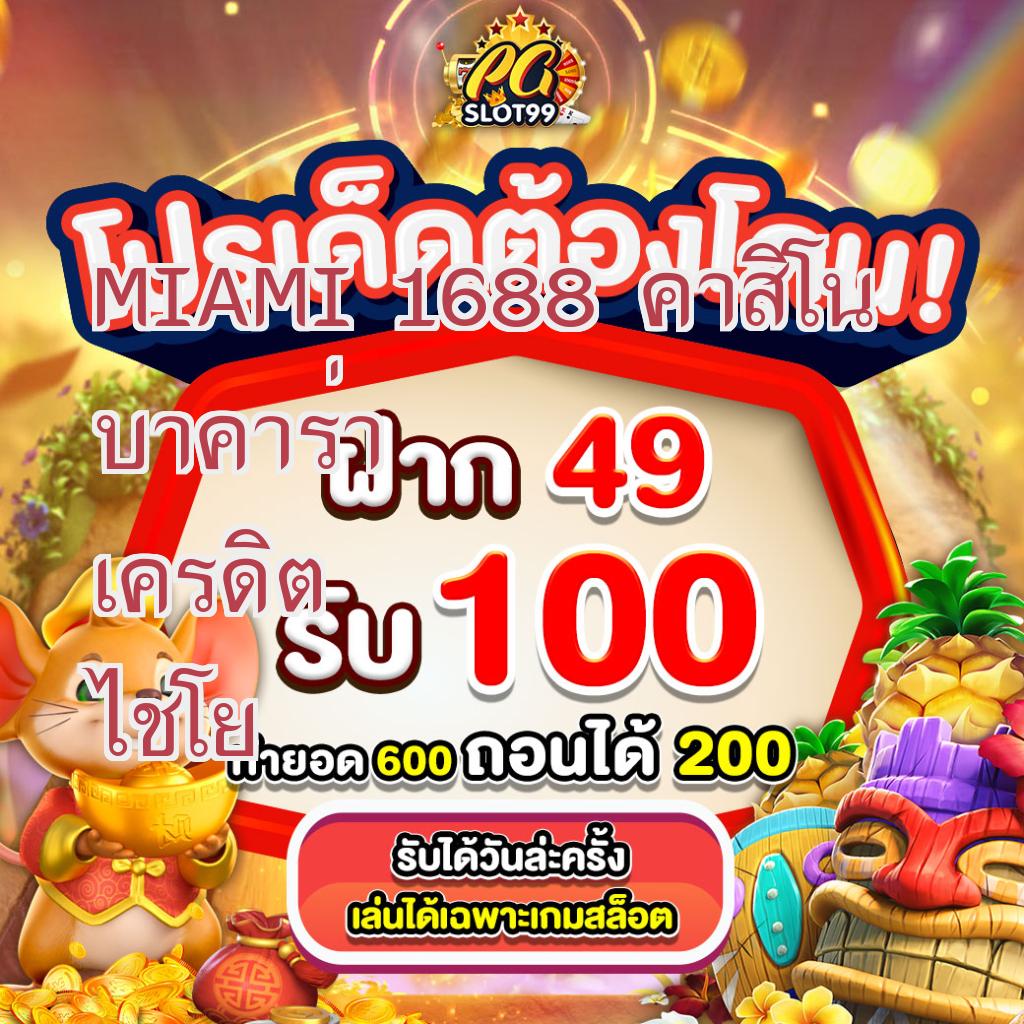 PG
SLOT99
โปรเด็ดต้องโดน!
MIAMI 1688 คาสิโน
บาคาร่า
ฝาก 49
เครดิต
รับ 100
ไชโย
ทำยอด 600 ถอนได้ 200
รับได้วันล่ะครั้ง
เล่นได้เฉพาะเกมสล็อต